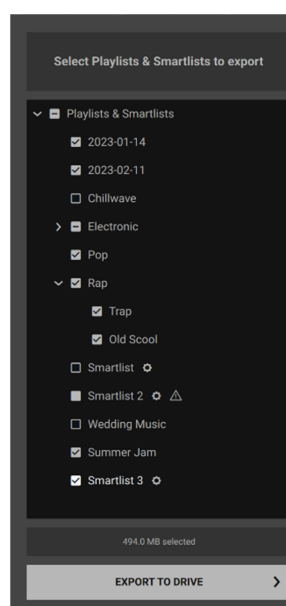 Select Playlists & Smartlists to export
Playlists & Smartlists
2023-01-14
2023-02-11
Chillwave
Electronic
Pop
Rap
Trap
Old Scool
Smartlist
Smartlist 2
Wedding Music
Summer Jam
Smartlist 3
494.0 MB selected
EXPORT TO DRIVE